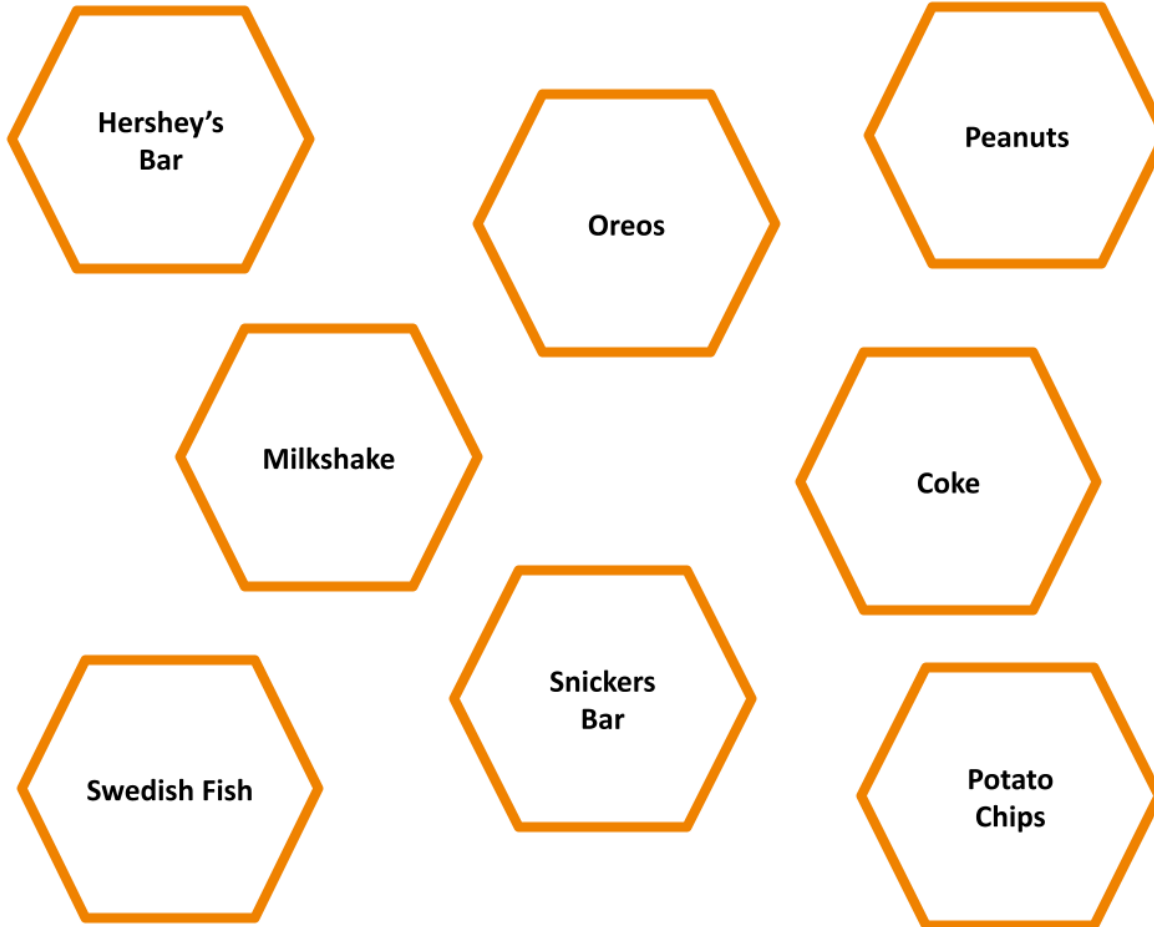 Hershey’s
Bar
Peanuts
Oreos
Milkshake
Coke
Snickers
Bar
Swedish Fish
Potato
Chips